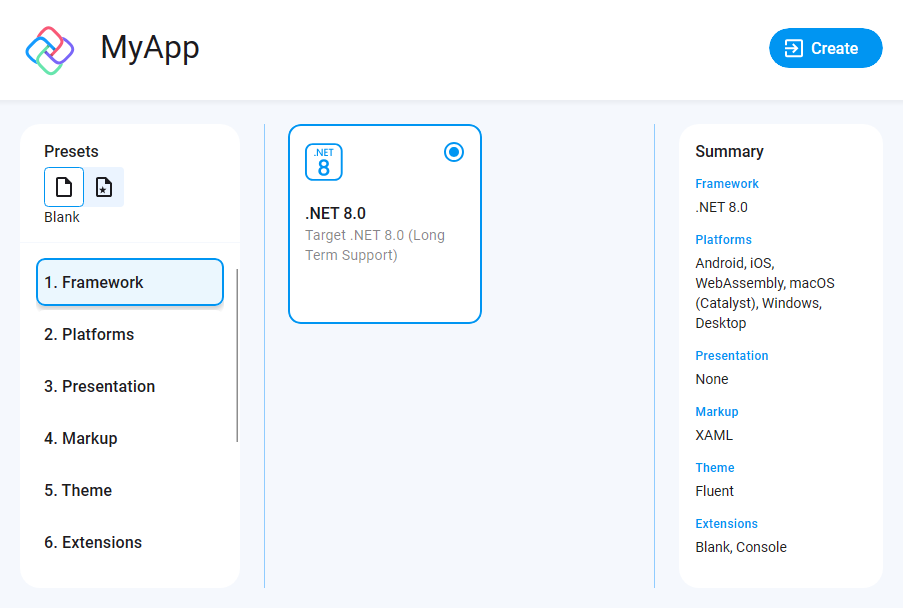 MyApp
Create
Presets
Blank
1. Framework
2. Platforms
3. Presentation
4. Markup
5. Theme
6. Extensions
.NET
8
.NET 8.0
Target .NET 8.0 (Long
Term Support)
Summary
Framework
.NET 8.0
Platforms
Android, iOS,
WebAssembly, macOS
(Catalyst), Windows,
Desktop
Presentation
None
Markup
XAML
Theme
Fluent
Extensions
Blank, Console